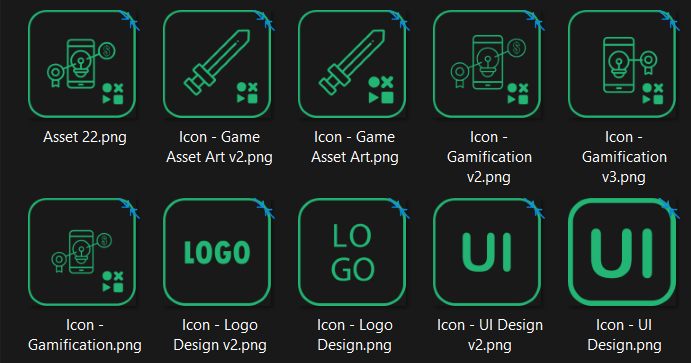 Asset 22.png
Icon - Game
Asset Art v2.png
Icon - Game
Asset Art.png
Icon -
Gamification
v2.png
Icon -
Gamification
v3.png
LOGO
LO
GO
UI
UI
Icon -
Gamification.png
Icon - Logo
Design v2.png
Icon - Logo
Design.png
Icon - UI Design
v2.png
Icon - UI
Design.png